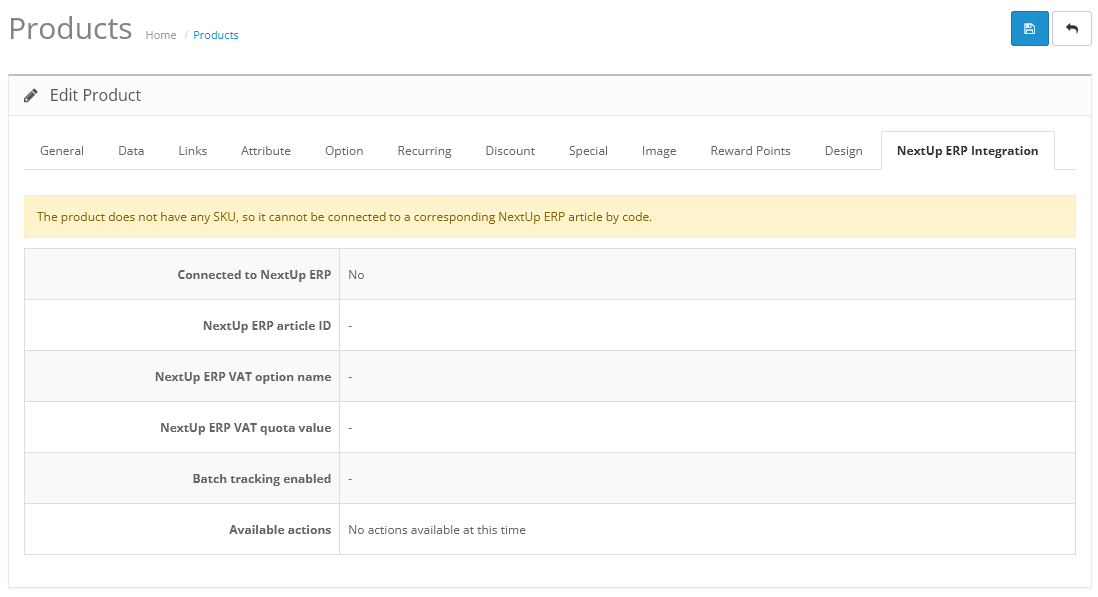 Products Home / Products
Edit Product
General Data Links Attribute Option Recurring Discount Special Image Reward Points Design NextUp ERP Integration
The product does not have any SKU, so it cannot be connected to a corresponding NextUp ERP article by code.
Connected to NextUp ERP No
NextUp ERP article ID -
NextUp ERP VAT option name -
NextUp ERP VAT quota value -
Batch tracking enabled -
Available actions No actions available at this time